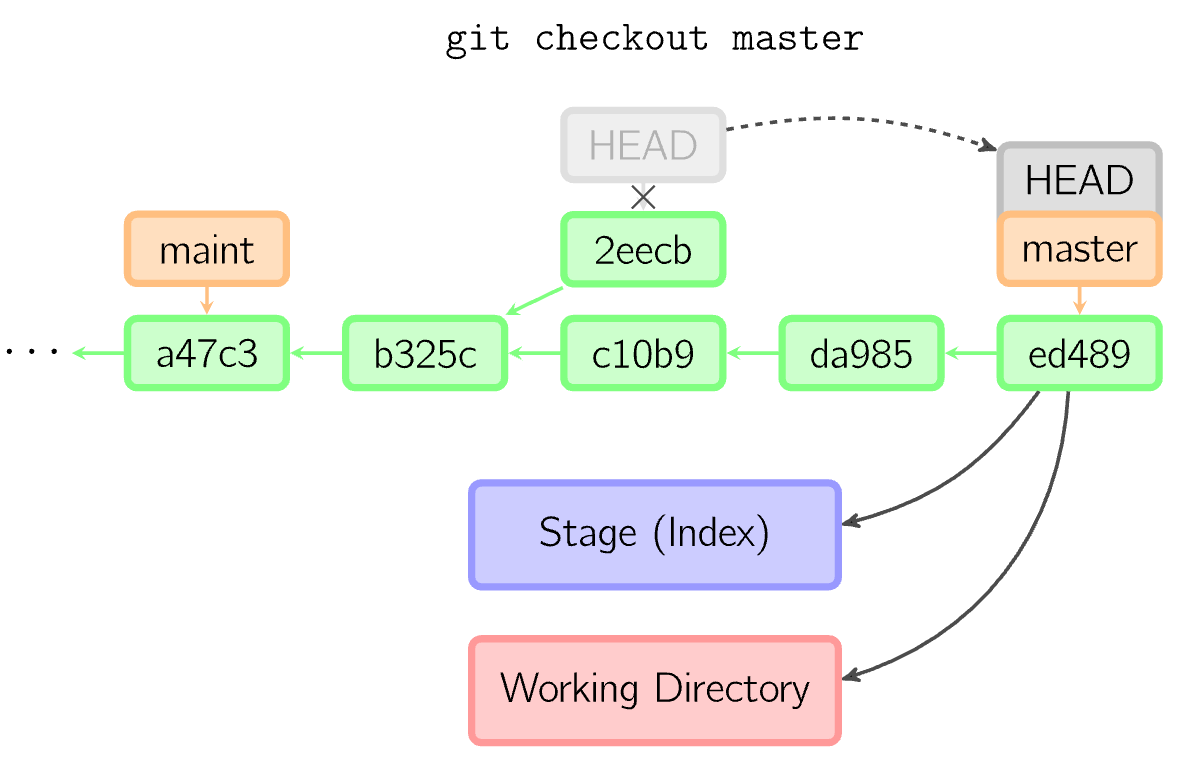 git checkout master
HEAD
HEAD
maint
2eecb
master
...
a47c3
b325c
c10b9
da985
ed489
Stage (Index)
Working Directory